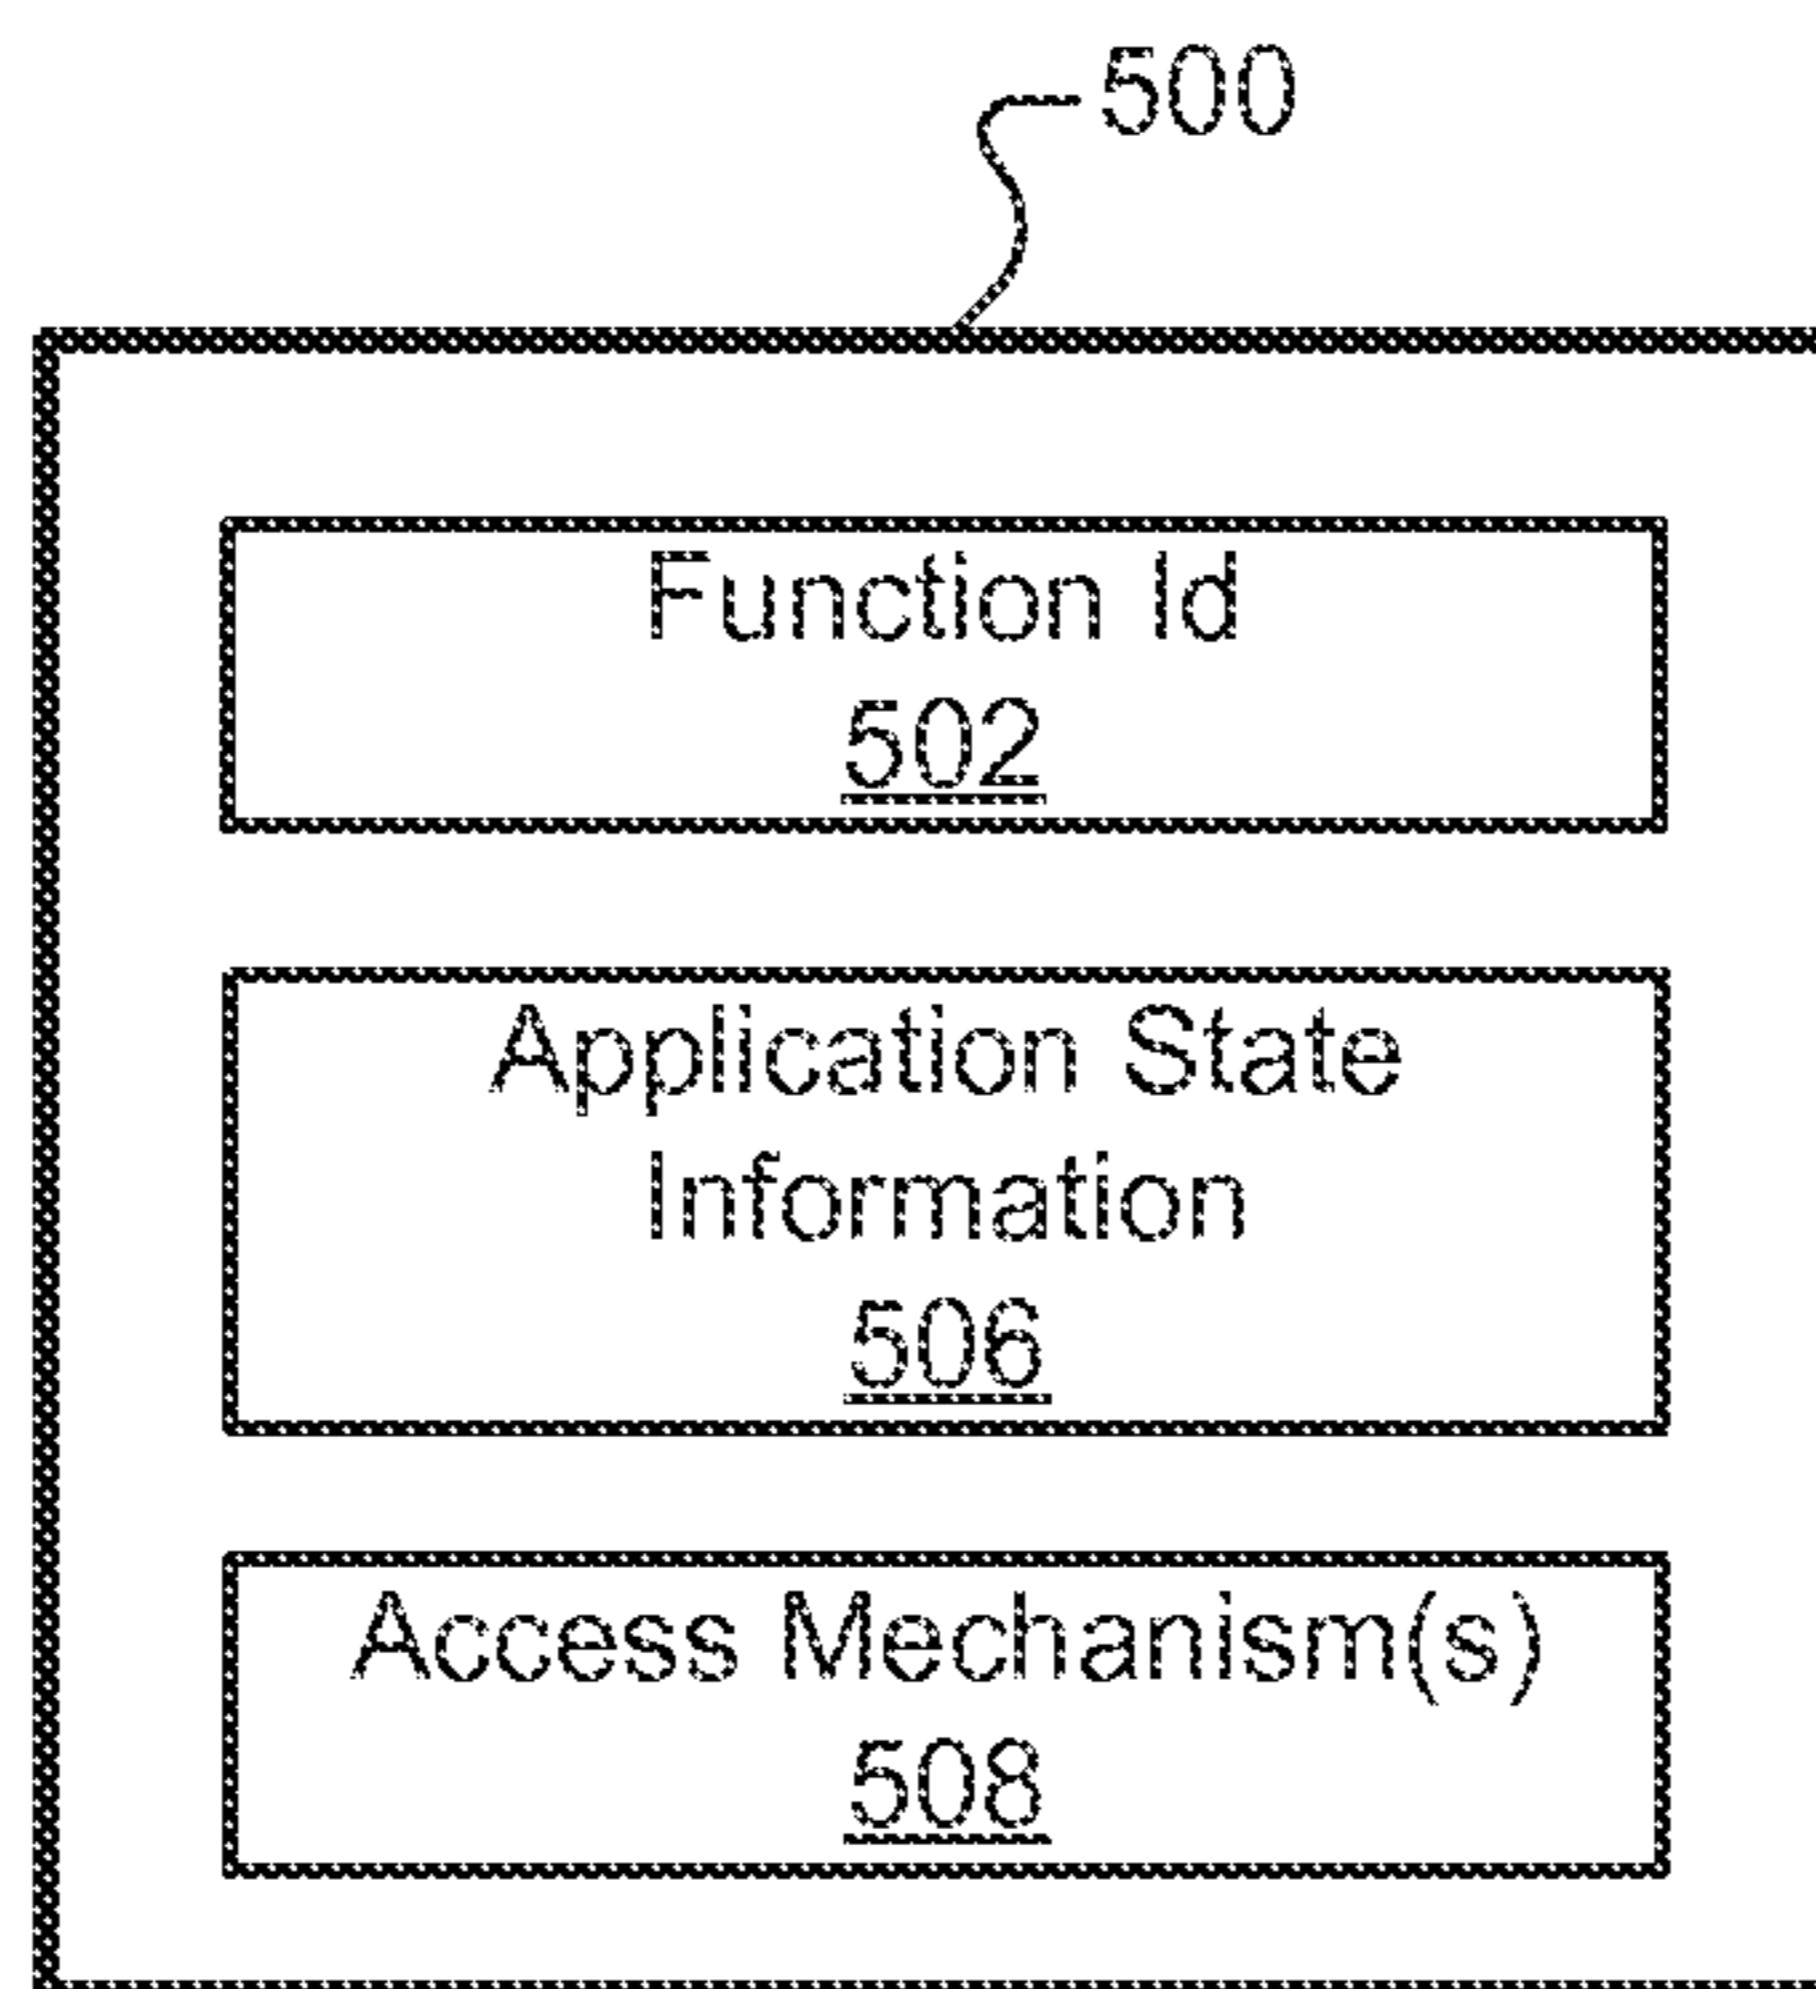 500
Function Id
502
Application State
Information
506
Access Mechanism(s)
508